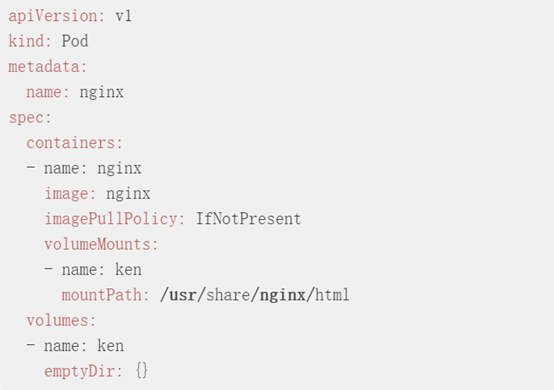 apiVersion: v1
kind: Pod
metadata:
  name: nginx
spec:
  containers:
  - name: nginx
    image: nginx
    imagePullPolicy: IfNotPresent
    volumeMounts:
    - name: ken
      mountPath: /usr/share/nginx/html
  volumes:
  - name: ken
    emptyDir: {}